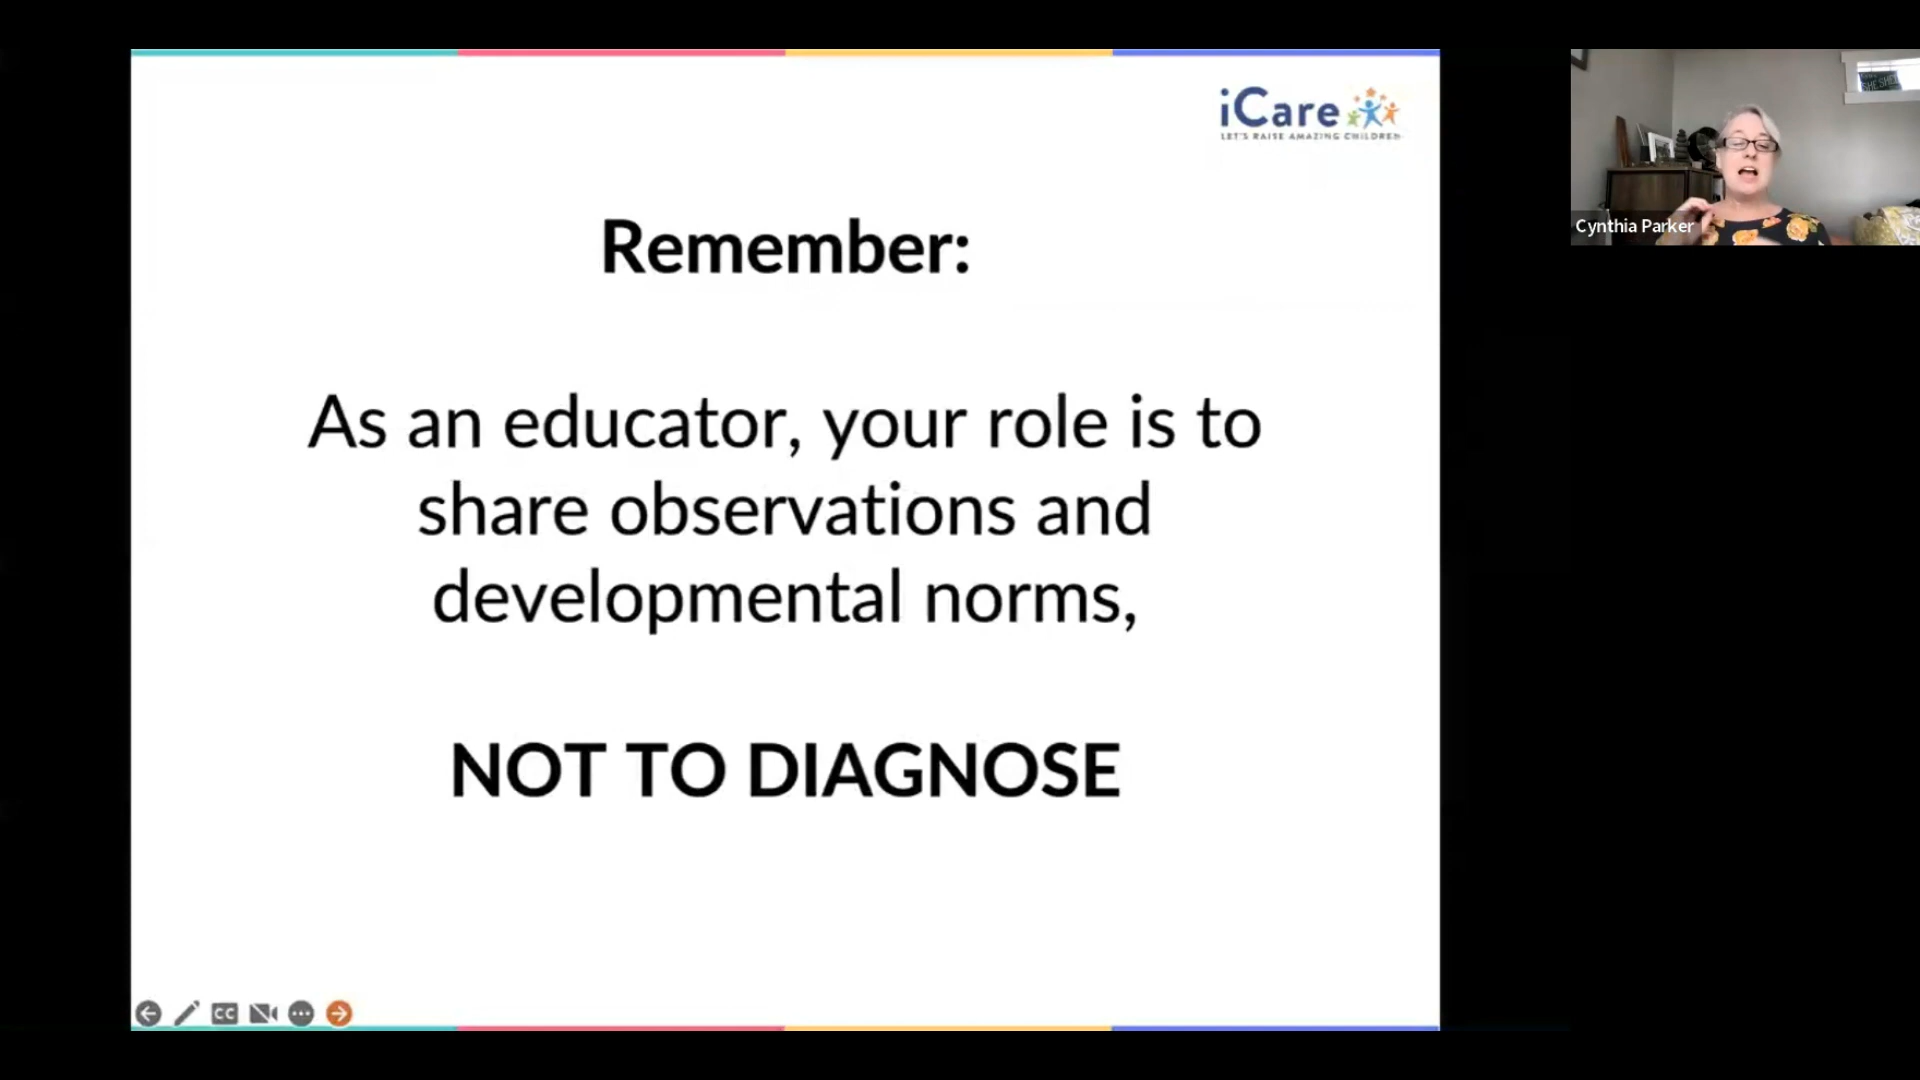 iCare
LET'S RAISE AMAZING CHILDREN
Remember:
As an educator, your role is to
share observations and
developmental norms,
NOT TO DIAGNOSE
CC
Cynthia Parker